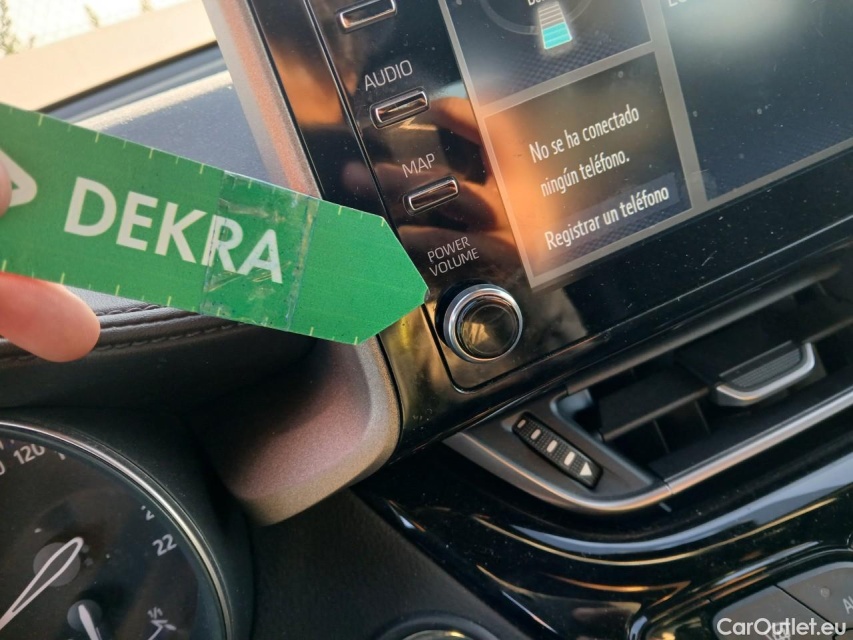 AUDIO
MAP
POWER
VOLUME
No se ha conectado
ningún teléfono.
Registrar un teléfono
DEKRA
120
22
CarOutlet.eu